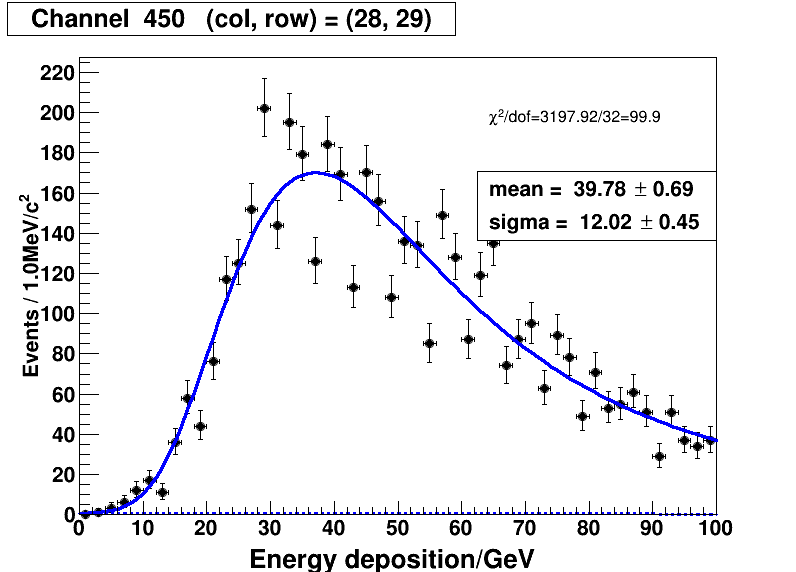 Channel 450 (col, row) = (28, 29)
χ²/dof=3197.92/32=99.9
mean = 39.78 ± 0.69
sigma = 12.02 ± 0.45
Events / 1.0MeV/c²
220
200
180
160
140
120
100
80
60
40
20
0
0 10 20 30 40 50 60 70 80 90 100
Energy deposition/GeV